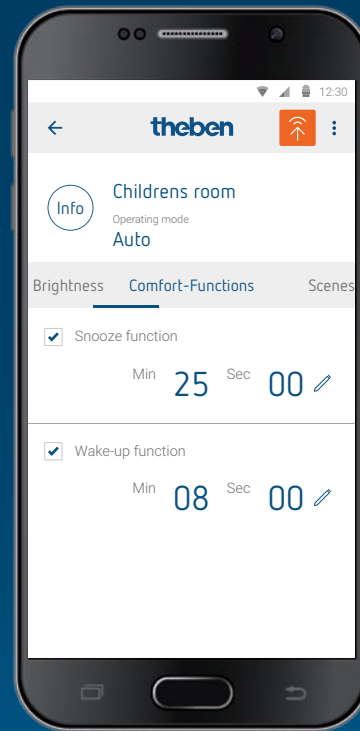 12:30
theben
Info
Childrens room
Operating mode
Auto
Brightness Comfort-Functions Scenes
Snooze function
Min 25 Sec 00
Wake-up function
Min 08 Sec 00